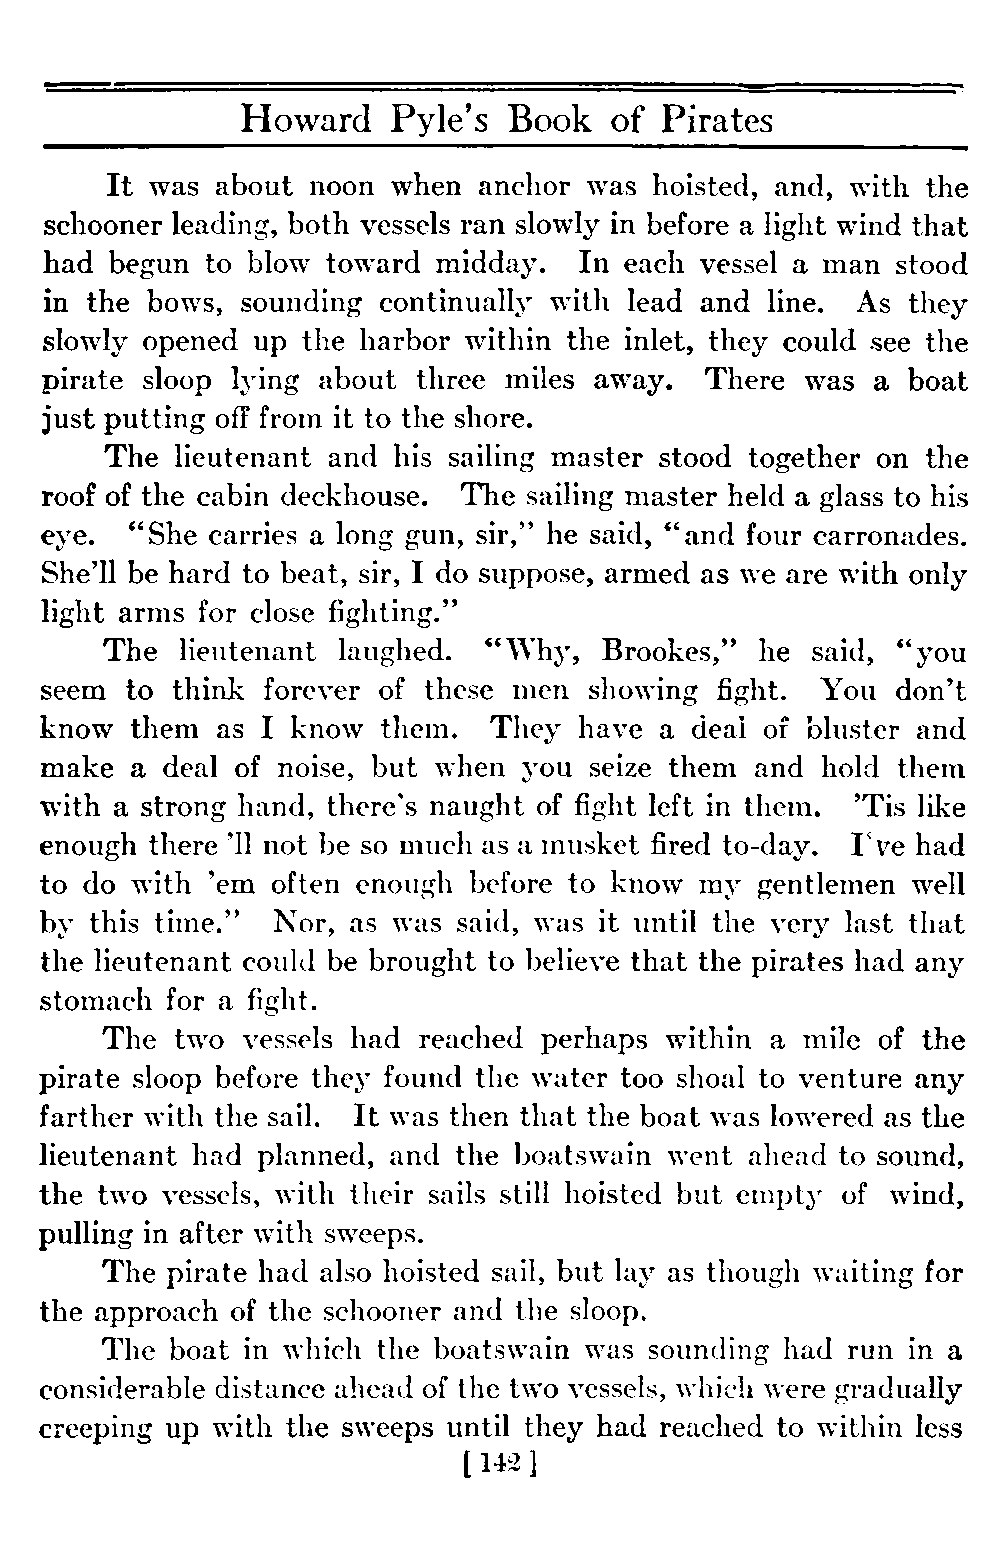 Howard Pyle's Book of Pirates
It was about noon when anchor was hoisted, and, with the
schooner leading, both vessels ran slowly in before a light wind that
had begun to blow toward midday. In each vessel a man stood
in the bows, sounding continually with lead and line. As they
slowly opened up the harbor within the inlet, they could see the
pirate sloop lying about three miles away. There was a boat
just putting off from it to the shore.
The lieutenant and his sailing master stood together on the
roof of the cabin deckhouse. The sailing master held a glass to his
eye. "She carries a long gun, sir," he said, "and four carronades.
She'll be hard to beat, sir, I do suppose, armed as we are with only
light arms for close fighting."
The lieutenant laughed. "Why, Brookes," he said, "you
seem to think forever of these men showing fight. You don't
know them as I know them. They have a deal of bluster and
make a deal of noise, but when you seize them and hold them
with a strong hand, there's naught of fight left in them. 'Tis like
enough there 'll not be so much as a musket fired to-day. I've had
to do with 'em often enough before to know my gentlemen well
by this time." Nor, as was said, was it until the very last that
the lieutenant could be brought to believe that the pirates had any
stomach for a fight.
The two vessels had reached perhaps within a mile of the
pirate sloop before they found the water too shoal to venture any
farther with the sail. It was then that the boat was lowered as the
lieutenant had planned, and the boatswain went ahead to sound,
the two vessels, with their sails still hoisted but empty of wind,
pulling in after with sweeps.
The pirate had also hoisted sail, but lay as though waiting for
the approach of the schooner and the sloop.
The boat in which the boatswain was sounding had run in a
considerable distance ahead of the two vessels, which were gradually
creeping up with the sweeps until they had reached to within less
[ 142 ]